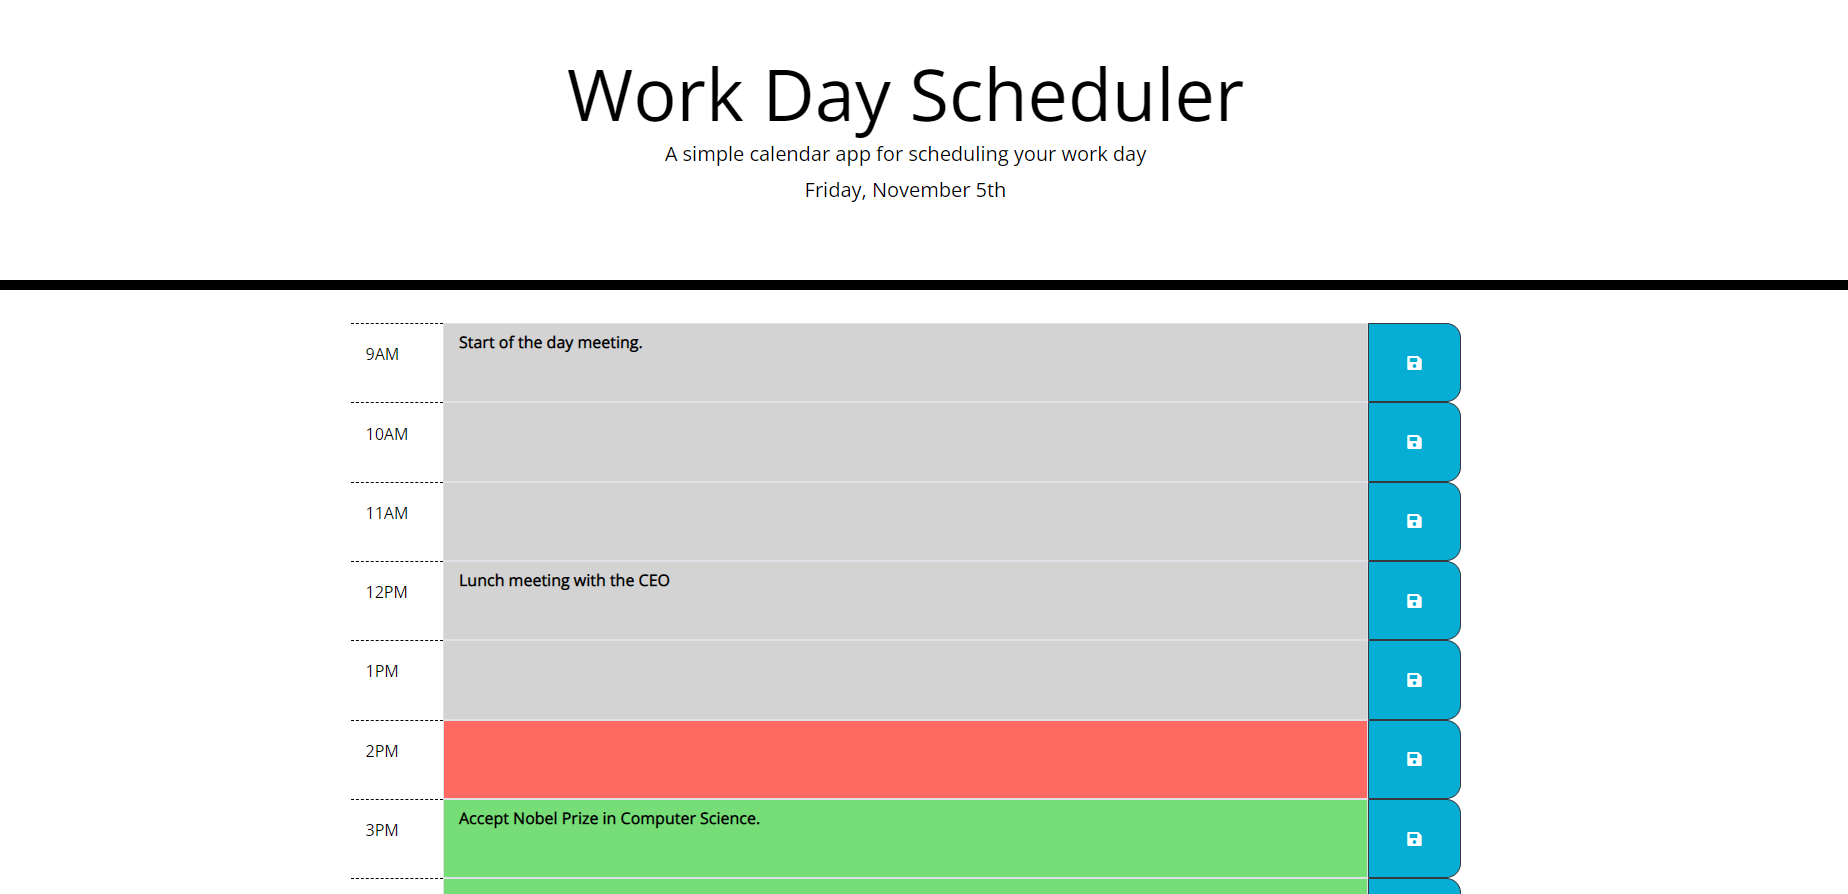 Work Day Scheduler
A simple calendar app for scheduling your work day
Friday, November 5th
9AM
Start of the day meeting.
10AM
11AM
12PM
Lunch meeting with the CEO
1PM
2PM
3PM
Accept Nobel Prize in Computer Science.